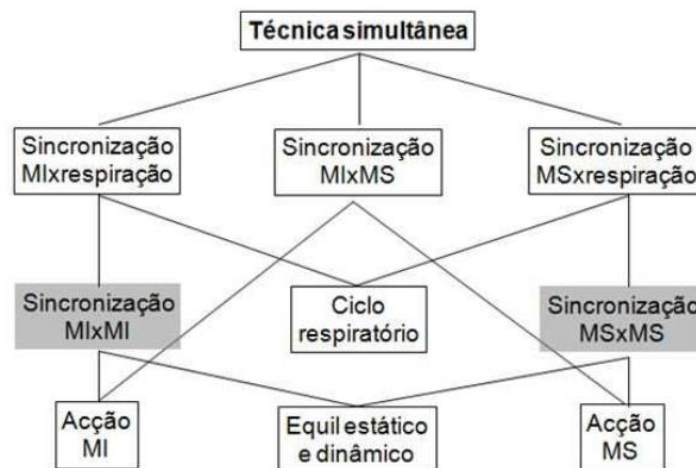 Técnica simultânea
Sincronização
MIxrespiração
Sincronização
MIxMS
Sincronização
MSxrespiração
Sincronização
MIxMI
Ciclo
respiratório
Sincronização
MSxMS
Acção
MI
Equil estático
e dinâmico
Acção
MS